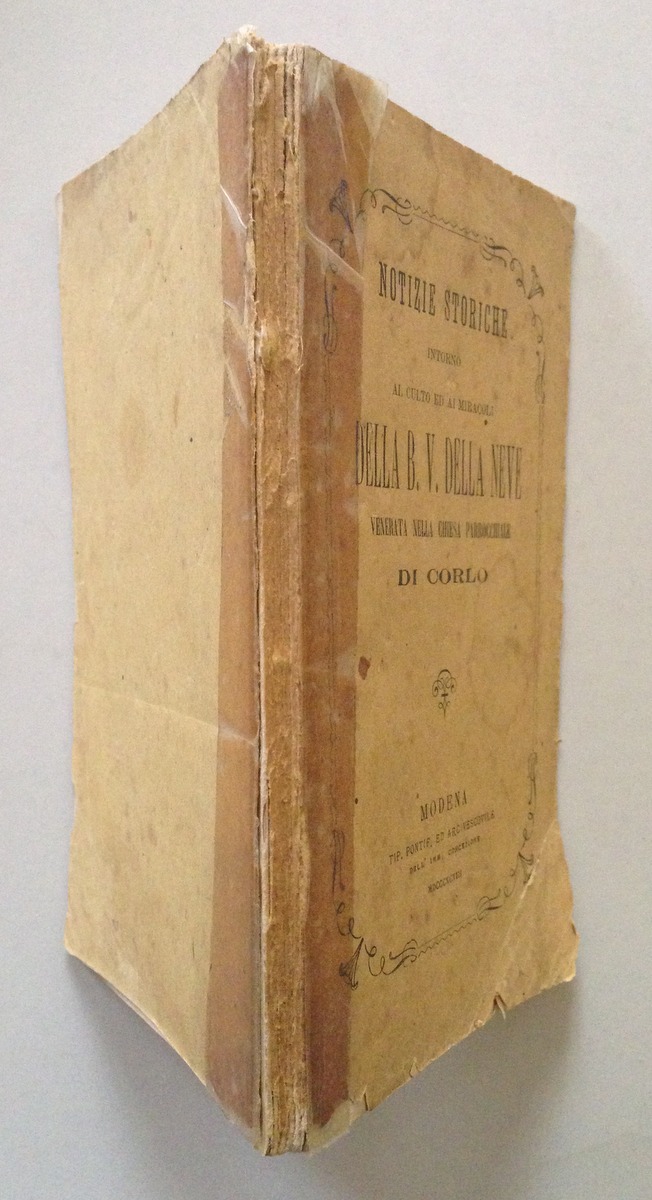 NOTIZIE STORICHE
INTORNO
AL CULTO ED AI MIRACOLI
DELLA B. V. DELLA NEVE
VENERATA NELLA CHIESA PARROCCHIALE
DI CORLO
MODENA
TIP. PONTIF. ED ARCIVESCOVILE
DELL' IMM. CONCEZIONE